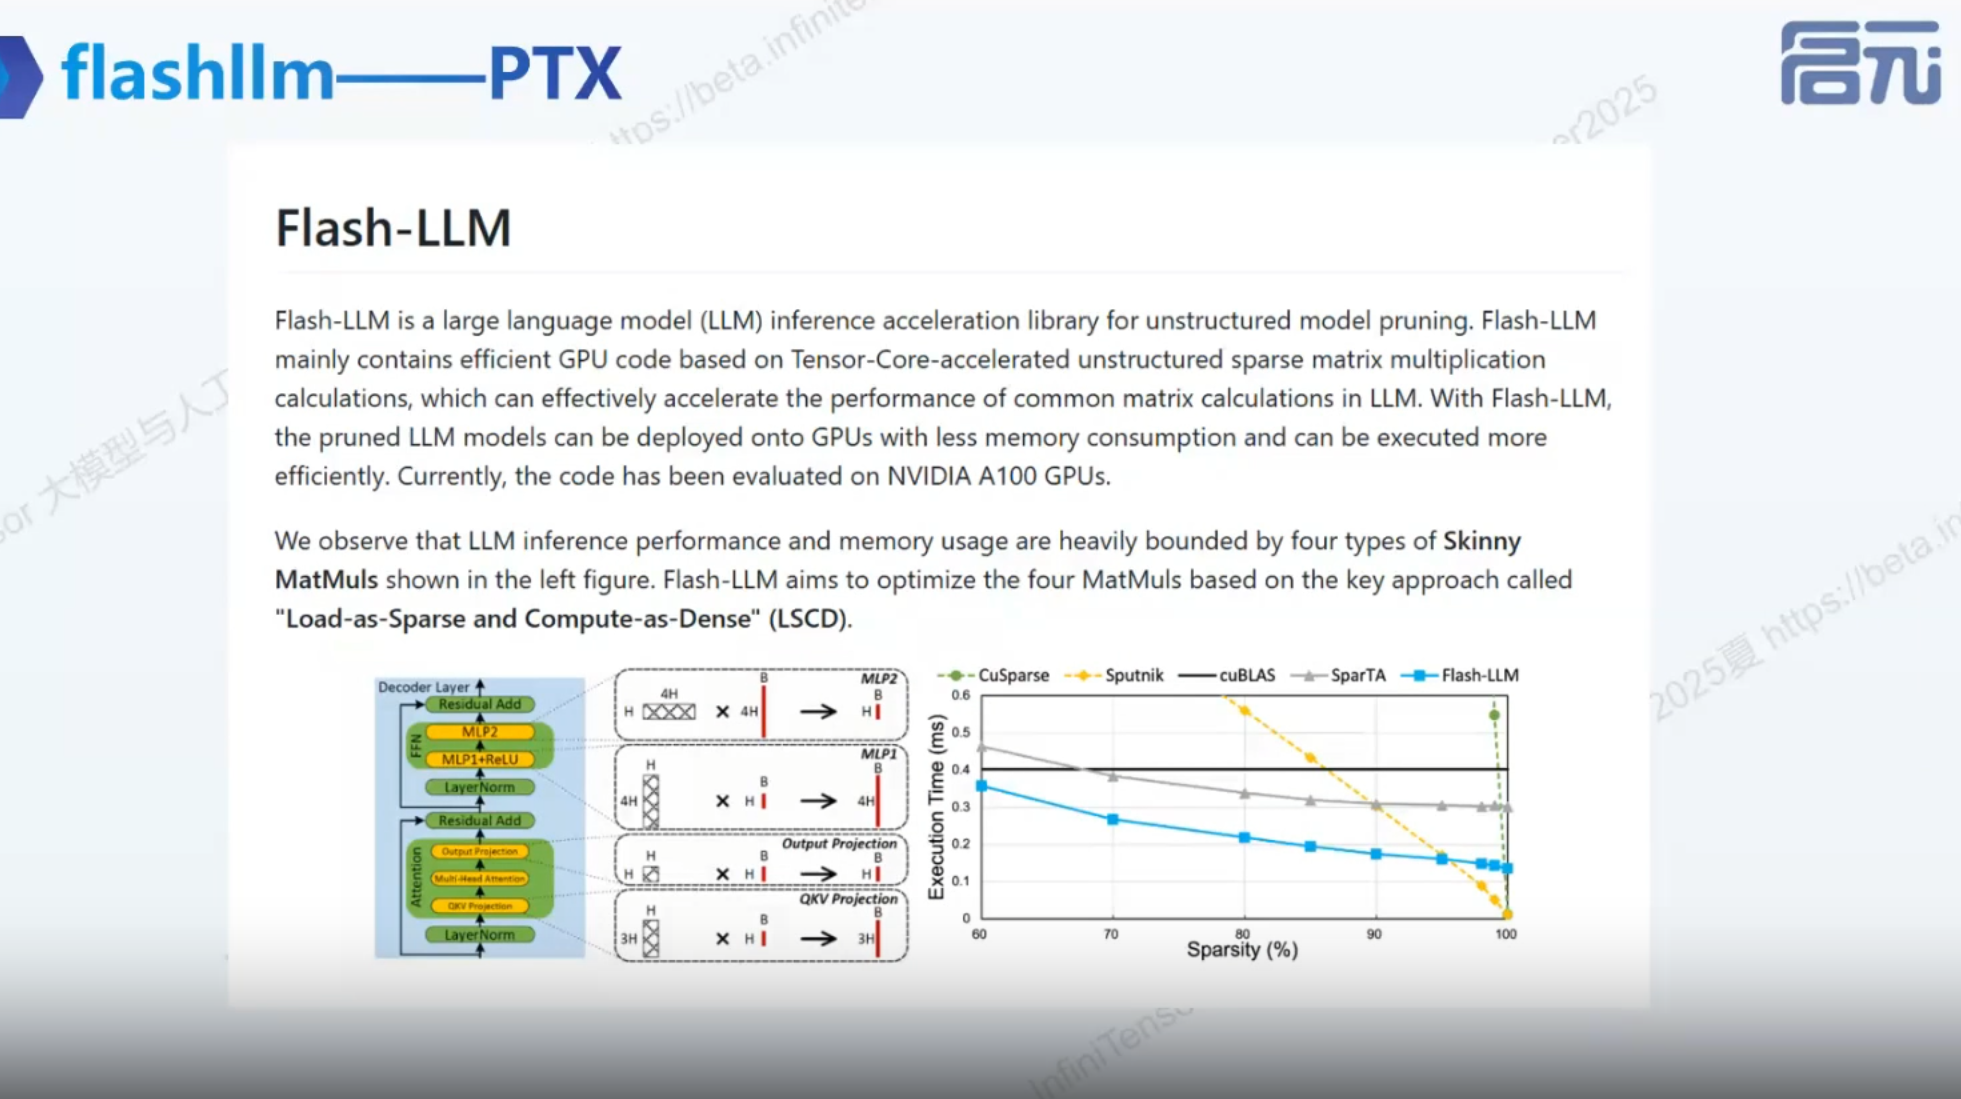 flashllm——PTX
启元
ttps://beta.infinite
er2025
Flash-LLM
Flash-LLM is a large language model (LLM) inference acceleration library for unstructured model pruning. Flash-LLM
mainly contains efficient GPU code based on Tensor-Core-accelerated unstructured sparse matrix multiplication
calculations, which can effectively accelerate the performance of common matrix calculations in LLM. With Flash-LLM,
the pruned LLM models can be deployed onto GPUs with less memory consumption and can be executed more
efficiently. Currently, the code has been evaluated on NVIDIA A100 GPUs.
sor 大模型与人工
We observe that LLM inference performance and memory usage are heavily bounded by four types of Skinny
MatMuls shown in the left figure. Flash-LLM aims to optimize the four MatMuls based on the key approach called
"Load-as-Sparse and Compute-as-Dense" (LSCD).
2025夏 https://beta.in
Decoder Layer
Residual Add
FFN
MLP2
MLP1+ReLU
LayerNorm
Residual Add
Attention
Output Projection
Multi-Head Attention
QKV Projection
LayerNorm
MLP2
4H
B
B
H
× 4H
H
MLP1
H
B
B
4H
× H
4H
Output Projection
H
B
B
H
× H
H
QKV Projection
H
B
B
3H
× H
3H
CuSparse Sputnik cuBLAS SparTA Flash-LLM
Execution Time (ms)
0.6
0.5
0.4
0.3
0.2
0.1
0
60 70 80 90 100
Sparsity (%)
InfiniTenso